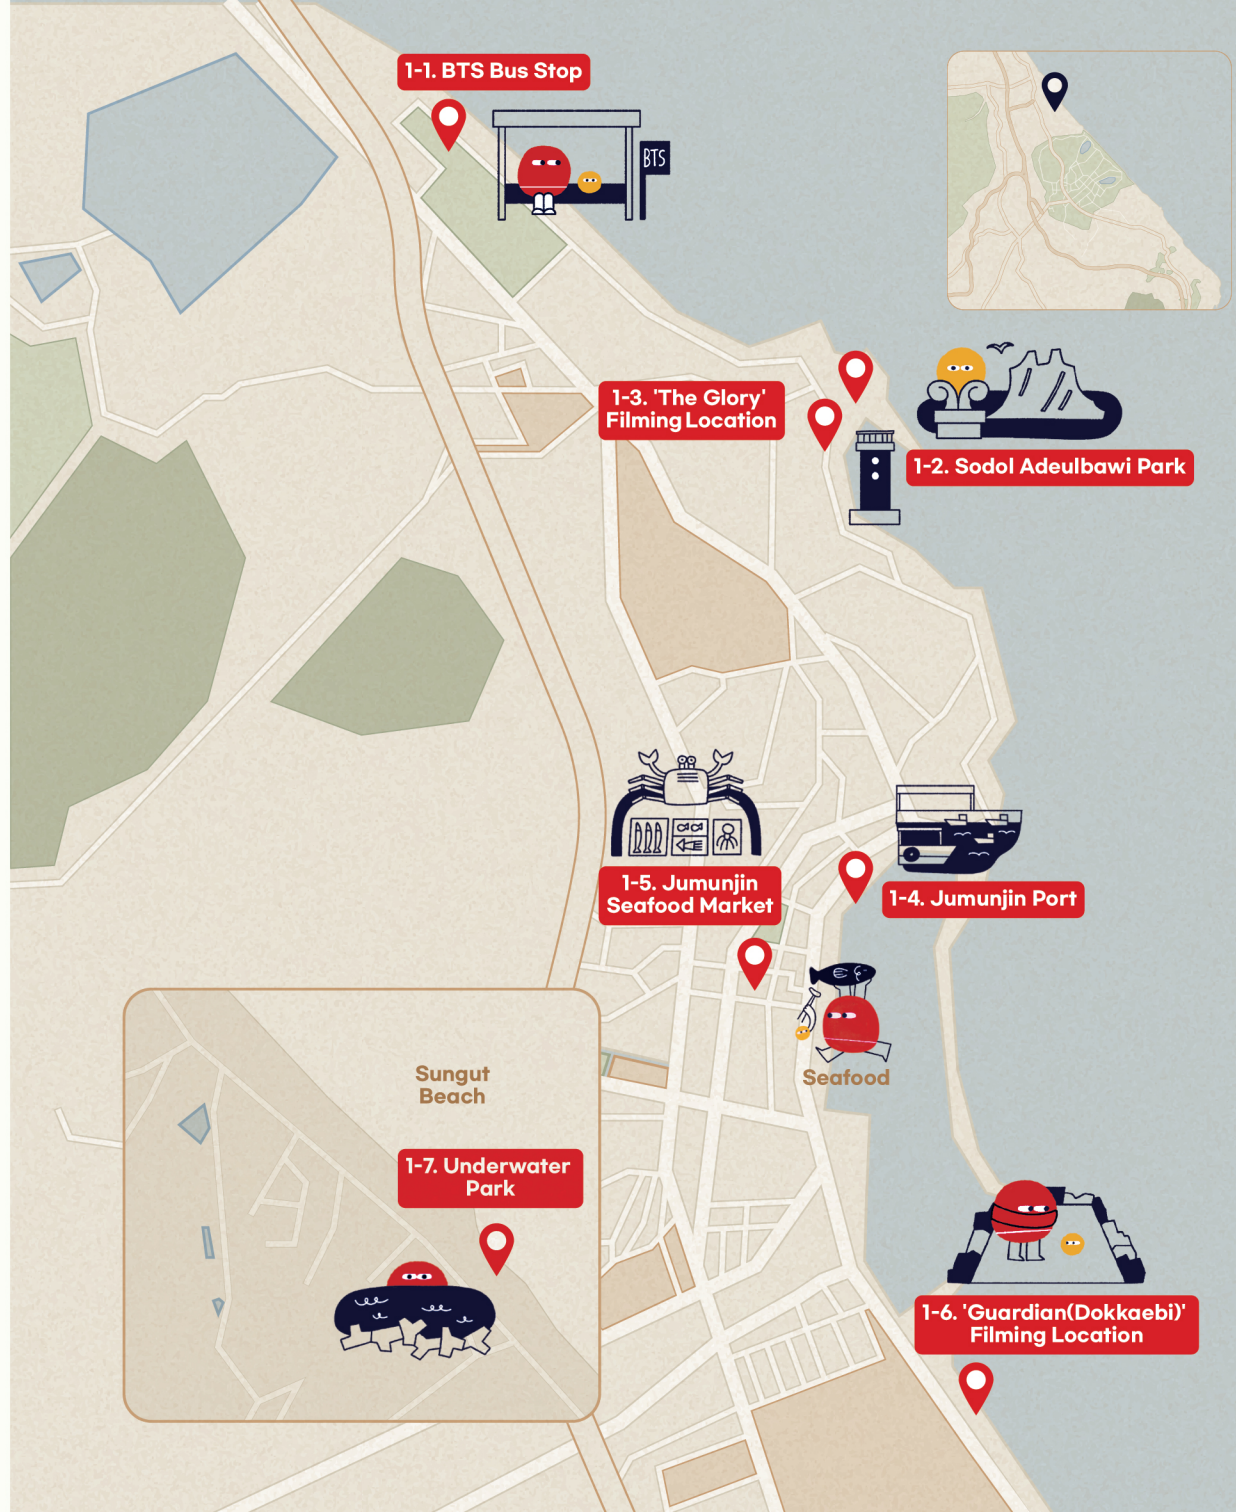 1-1. BTS Bus Stop
BTS
1-3. 'The Glory'
Filming Location
1-2. Sodol Adeulbawi Park
1-5. Jumunjin
Seafood Market
1-4. Jumunjin Port
Seafood
Sungut
Beach
1-7. Underwater
Park
1-6. 'Guardian(Dokkaebi)'
Filming Location